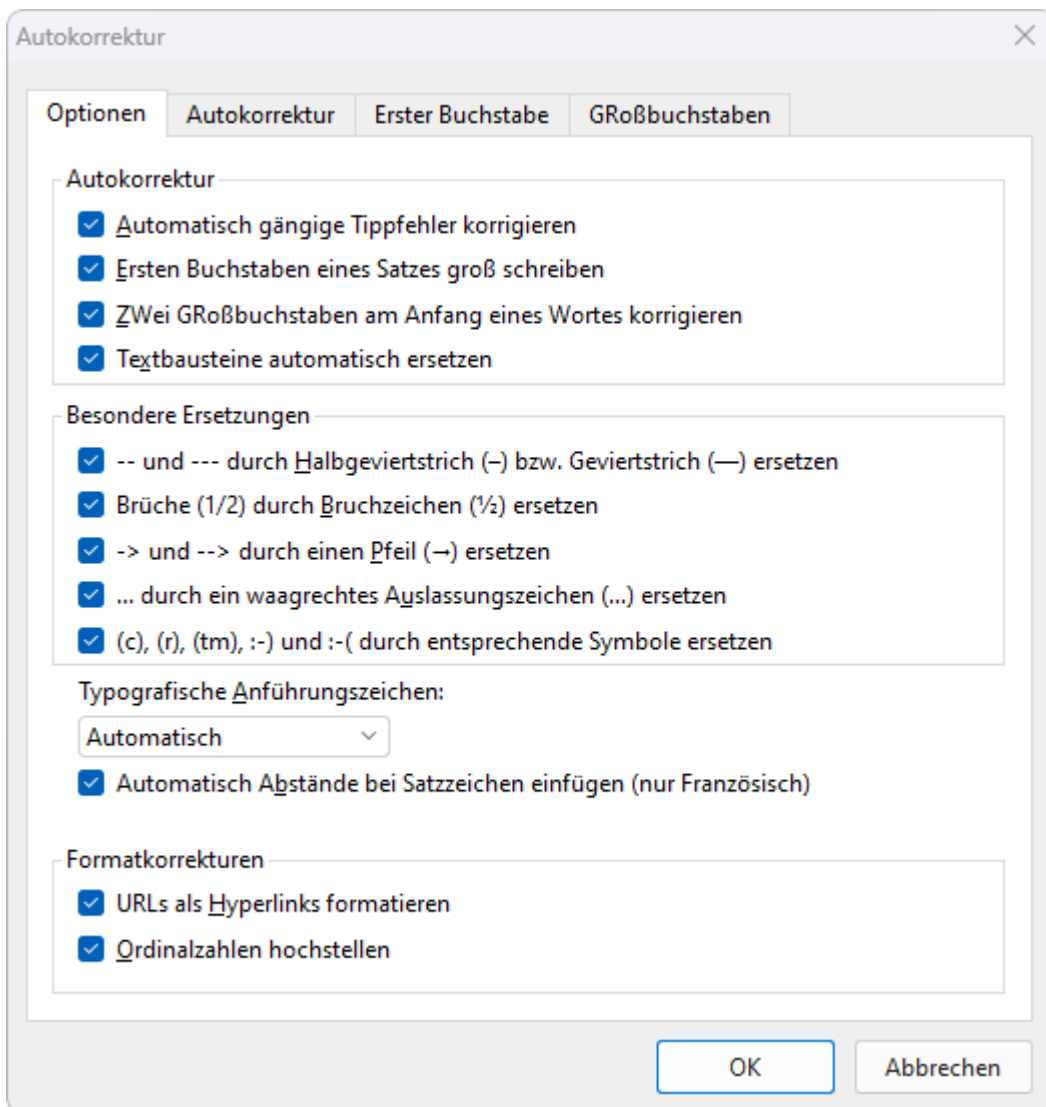 Autokorrektur
Optionen Autokorrektur Erster Buchstabe GRoßbuchstaben
Autokorrektur
Automatisch gängige Tippfehler korrigieren
Ersten Buchstaben eines Satzes groß schreiben
ZWei GRoßbuchstaben am Anfang eines Wortes korrigieren
Textbausteine automatisch ersetzen
Besondere Ersetzungen
-- und --- durch Halbgeviertstrich (–) bzw. Geviertstrich (—) ersetzen
Brüche (1/2) durch Bruchzeichen (½) ersetzen
-> und --> durch einen Pfeil (→) ersetzen
... durch ein waagrechtes Auslassungszeichen (…) ersetzen
(c), (r), (tm), :-) und :-( durch entsprechende Symbole ersetzen
Typografische Anführungszeichen:
Automatisch
Automatisch Abstände bei Satzzeichen einfügen (nur Französisch)
Formatkorrekturen
URLs als Hyperlinks formatieren
Ordinalzahlen hochstellen
OK Abbrechen